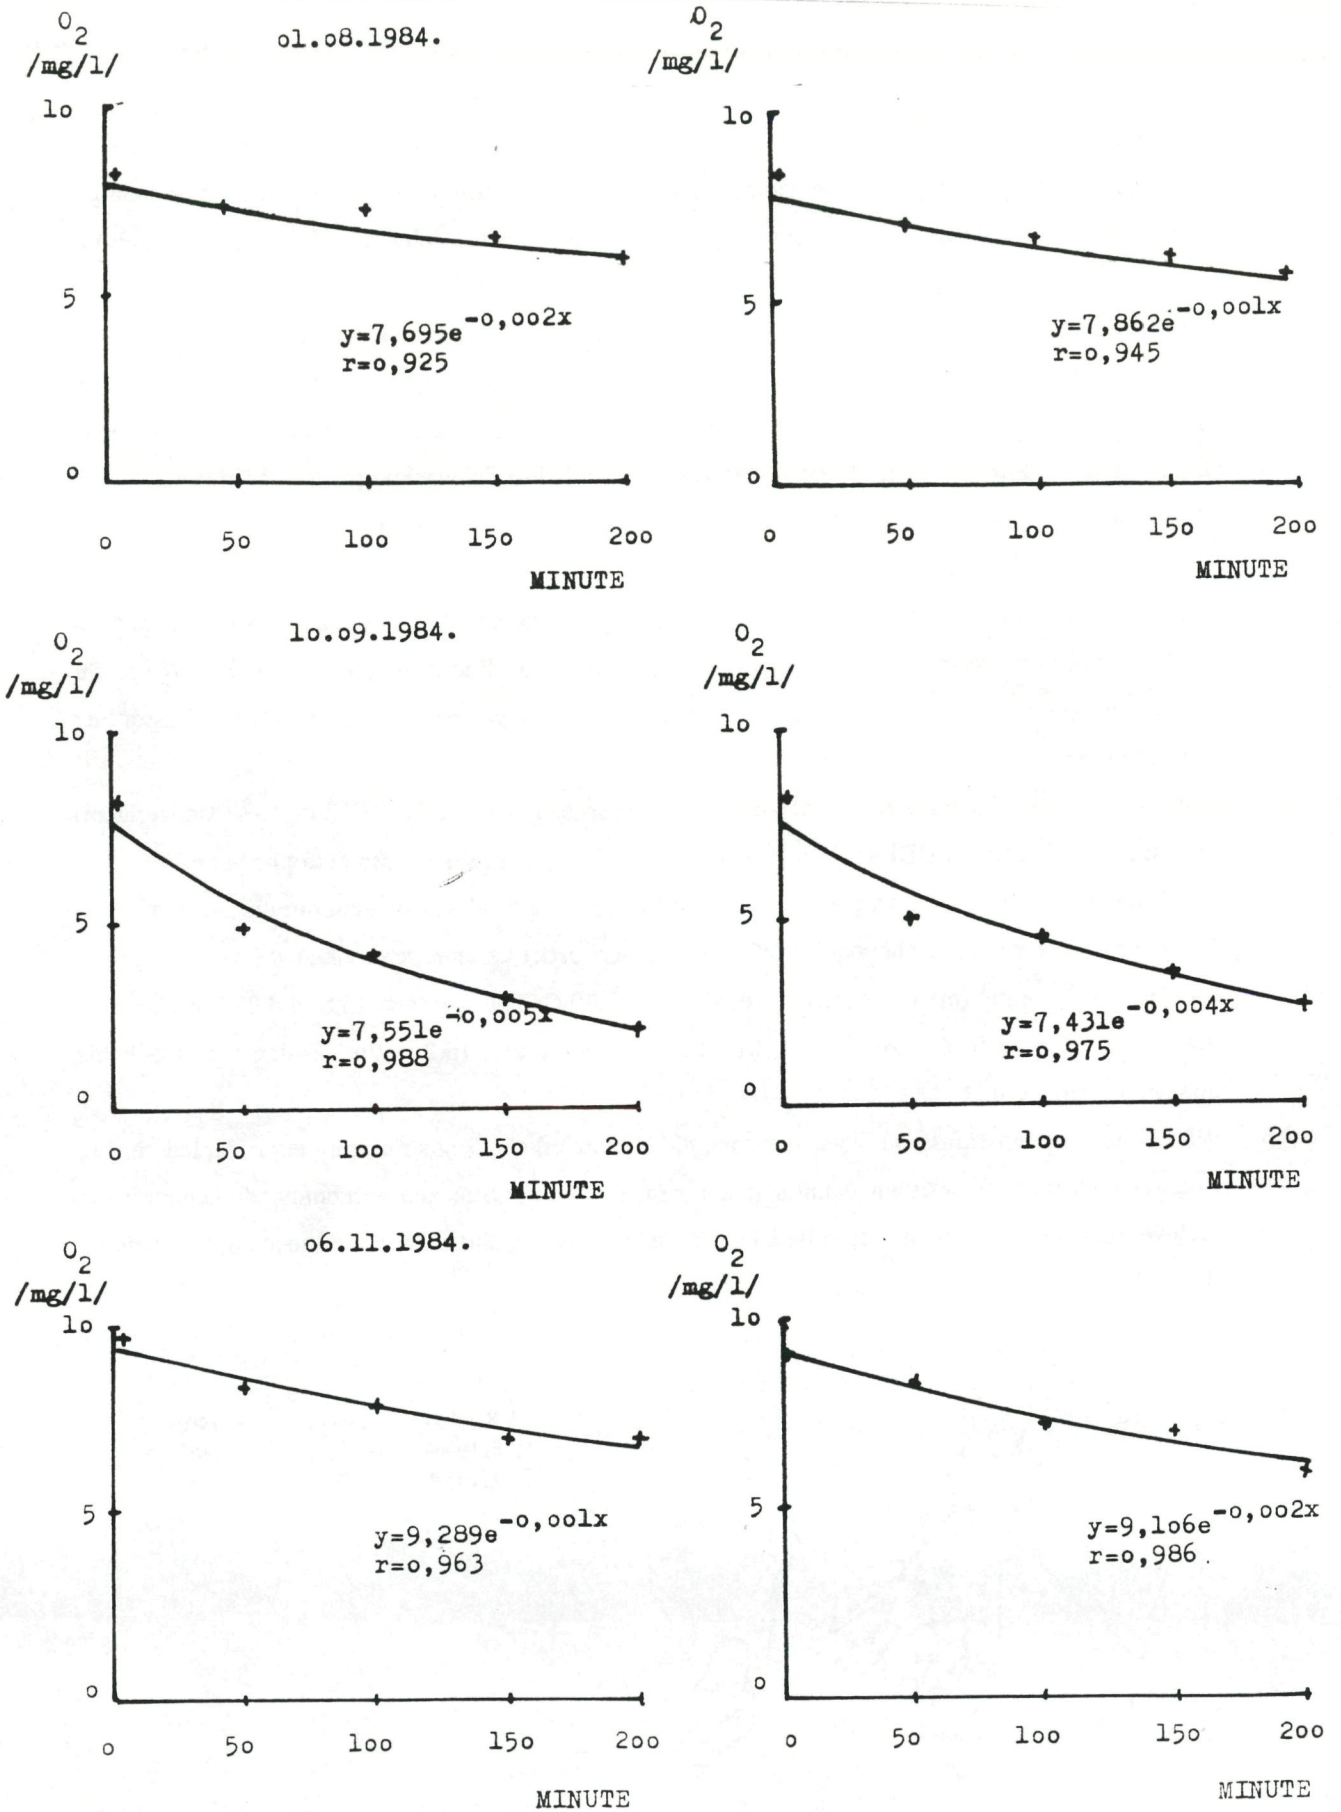 O2
/mg/l/
o1.o8.1984.
lo
5
o
y=7,695e-o,oo2x
r=o,925
o 5o loo 15o 2oo
MINUTE
O2
/mg/l/
lo
5
o
y=7,862e-o,oolx
r=o,945
o 5o loo 15o 2oo
MINUTE
O2
/mg/l/
lo.o9.1984.
lo
5
o
y=7,551e-o,oo5x
r=o,988
o 5o loo 15o 2oo
MINUTE
O2
/mg/l/
lo
5
o
y=7,431e-o,oo4x
r=o,975
o 5o loo 15o 2oo
MINUTE
O2
/mg/l/
o6.11.1984.
lo
5
o
y=9,289e-o,oolx
r=o,963
o 5o loo 15o 2oo
MINUTE
O2
/mg/l/
lo
5
o
y=9,lo6e-o,oo2x
r=o,986
o 5o loo 15o 2oo
MINUTE